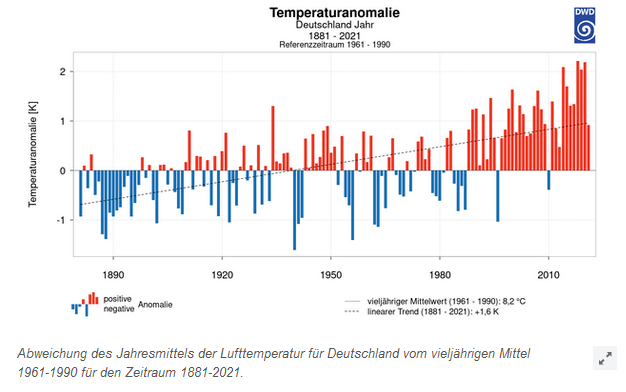 Temperaturanomalie
Deutschland Jahr
1881 - 2021
Referenzzeitraum 1961 - 1990
DWD
Temperaturanomalie [K]
2
1
0
-1
1890 1920 1950 1980 2010
positive
negative Anomalie
vieljähriger Mittelwert (1961 - 1990): 8,2 °C
linearer Trend (1881 - 2021): +1,6 K
Abweichung des Jahresmittels der Lufttemperatur für Deutschland vom vieljährigen Mittel
1961-1990 für den Zeitraum 1881-2021.